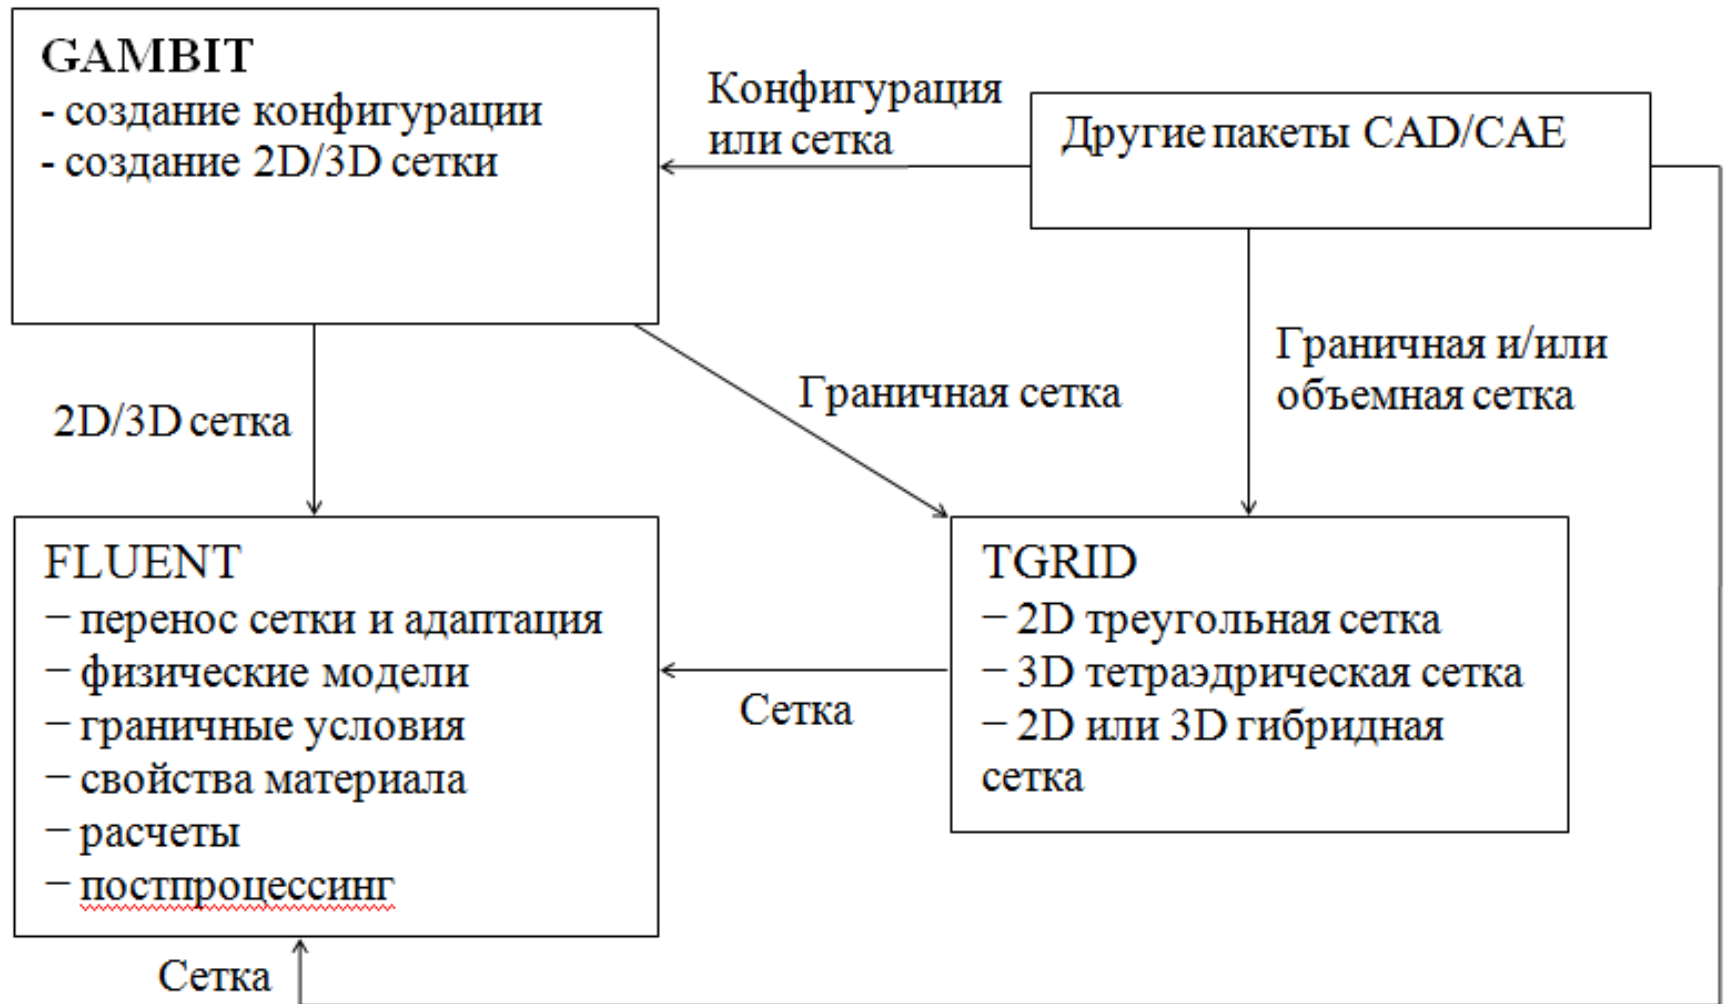 GAMBIT
- создание конфигурации
- создание 2D/3D сетки
Конфигурация
или сетка
Другие пакеты CAD/CAE
2D/3D сетка
Граничная сетка
Граничная и/или
объемная сетка
FLUENT
− перенос сетки и адаптация
− физические модели
− граничные условия
− свойства материала
− расчеты
− постпроцессинг
Сетка
TGRID
− 2D треугольная сетка
− 3D тетраэдрическая сетка
− 2D или 3D гибридная
сетка
Сетка